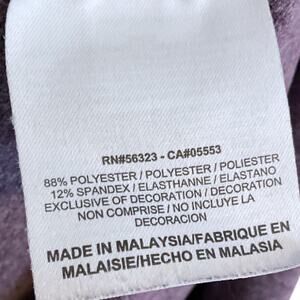 RN#56323 - CA#05553
88% POLYESTER / POLYESTER / POLIESTER
12% SPANDEX / ELASTHANNE / ELASTANO
EXCLUSIVE OF DECORATION / DECORATION
NON COMPRISE / NO INCLUYE LA
DECORACION
MADE IN MALAYSIA/FABRIQUE EN
MALAISIE/HECHO EN MALASIA